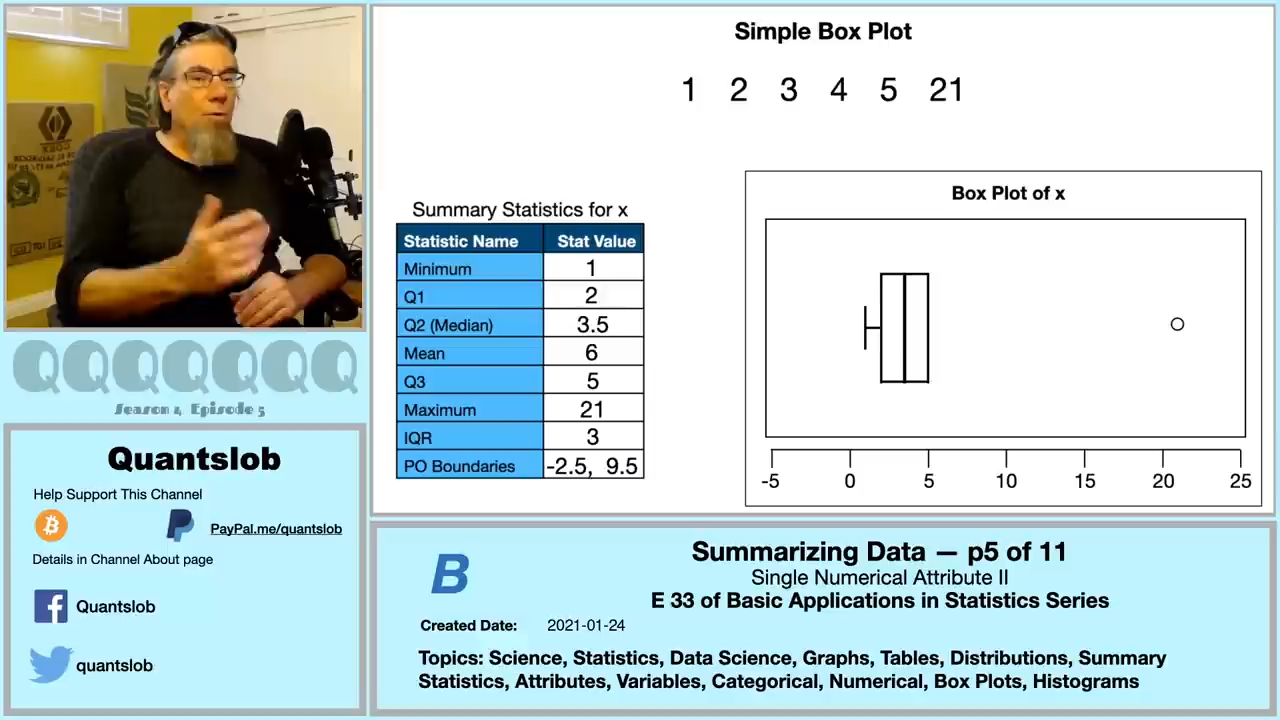 Simple Box Plot
1 2 3 4 5 21
Summary Statistics for x
Statistic Name Stat Value
Minimum 1
Q1 2
Q2 (Median) 3.5
Mean 6
Q3 5
Maximum 21
IQR 3
PO Boundaries -2.5, 9.5
Box Plot of x
-5 0 5 10 15 20 25
QQQQQQQ
Season 4 Episode 5
Quantslob
Help Support This Channel
PayPal.me/quantslob
Details in Channel About page
Quantslob
quantslob
B
Summarizing Data — p5 of 11
Single Numerical Attribute II
E 33 of Basic Applications in Statistics Series
Created Date: 2021-01-24
Topics: Science, Statistics, Data Science, Graphs, Tables, Distributions, Summary
Statistics, Attributes, Variables, Categorical, Numerical, Box Plots, Histograms